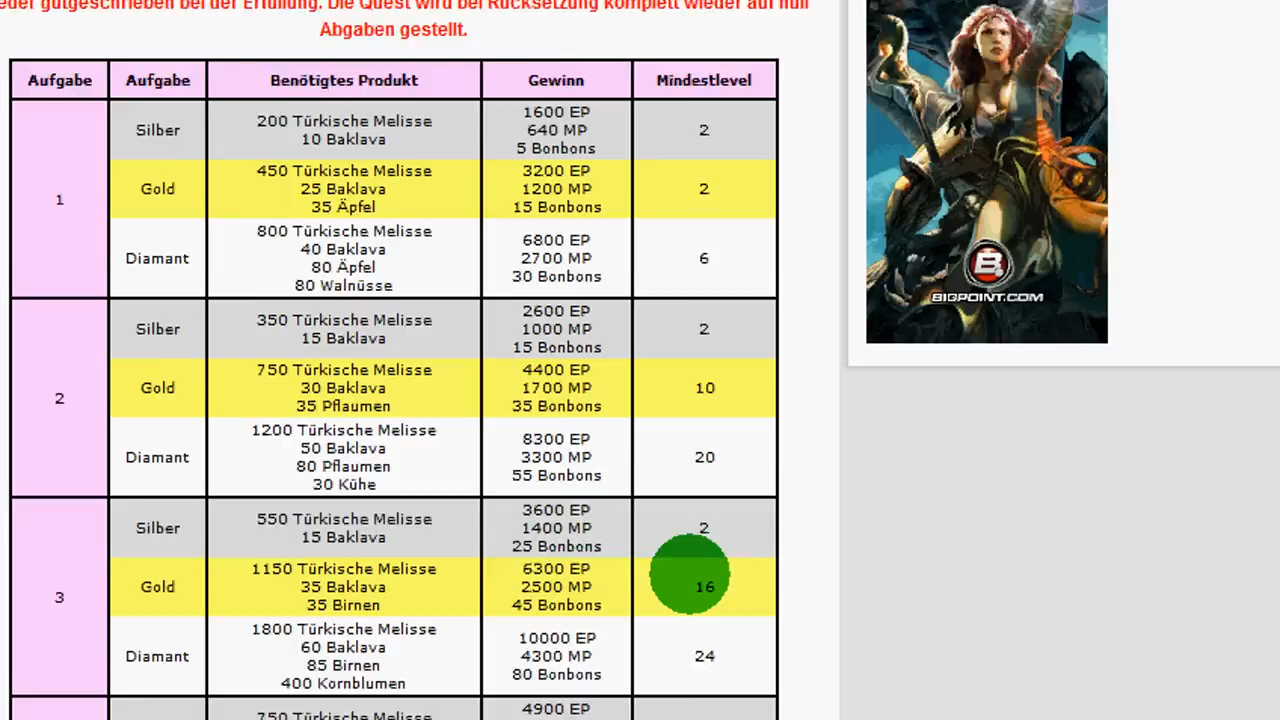 eder gutgeschrieben bei der Erfüllung. Die Quest wird bei Rücksetzung komplett wieder auf null
Abgaben gestellt.
Aufgabe Aufgabe Benötigtes Produkt Gewinn Mindestlevel
1
Silber
200 Türkische Melisse
10 Baklava
1600 EP
640 MP
5 Bonbons
2
Gold
450 Türkische Melisse
25 Baklava
35 Äpfel
3200 EP
1200 MP
15 Bonbons
2
Diamant
800 Türkische Melisse
40 Baklava
80 Äpfel
80 Walnüsse
6800 EP
2700 MP
30 Bonbons
6
2
Silber
350 Türkische Melisse
15 Baklava
2600 EP
1000 MP
15 Bonbons
2
Gold
750 Türkische Melisse
30 Baklava
35 Pflaumen
4400 EP
1700 MP
35 Bonbons
10
Diamant
1200 Türkische Melisse
50 Baklava
80 Pflaumen
30 Kühe
8300 EP
3300 MP
55 Bonbons
20
3
Silber
550 Türkische Melisse
15 Baklava
3600 EP
1400 MP
25 Bonbons
2
Gold
1150 Türkische Melisse
35 Baklava
35 Birnen
6300 EP
2500 MP
45 Bonbons
16
Diamant
1800 Türkische Melisse
60 Baklava
85 Birnen
400 Kornblumen
10000 EP
4300 MP
80 Bonbons
24
750 Türkische Melisse
4900 EP
B.
BIGPOINT.COM